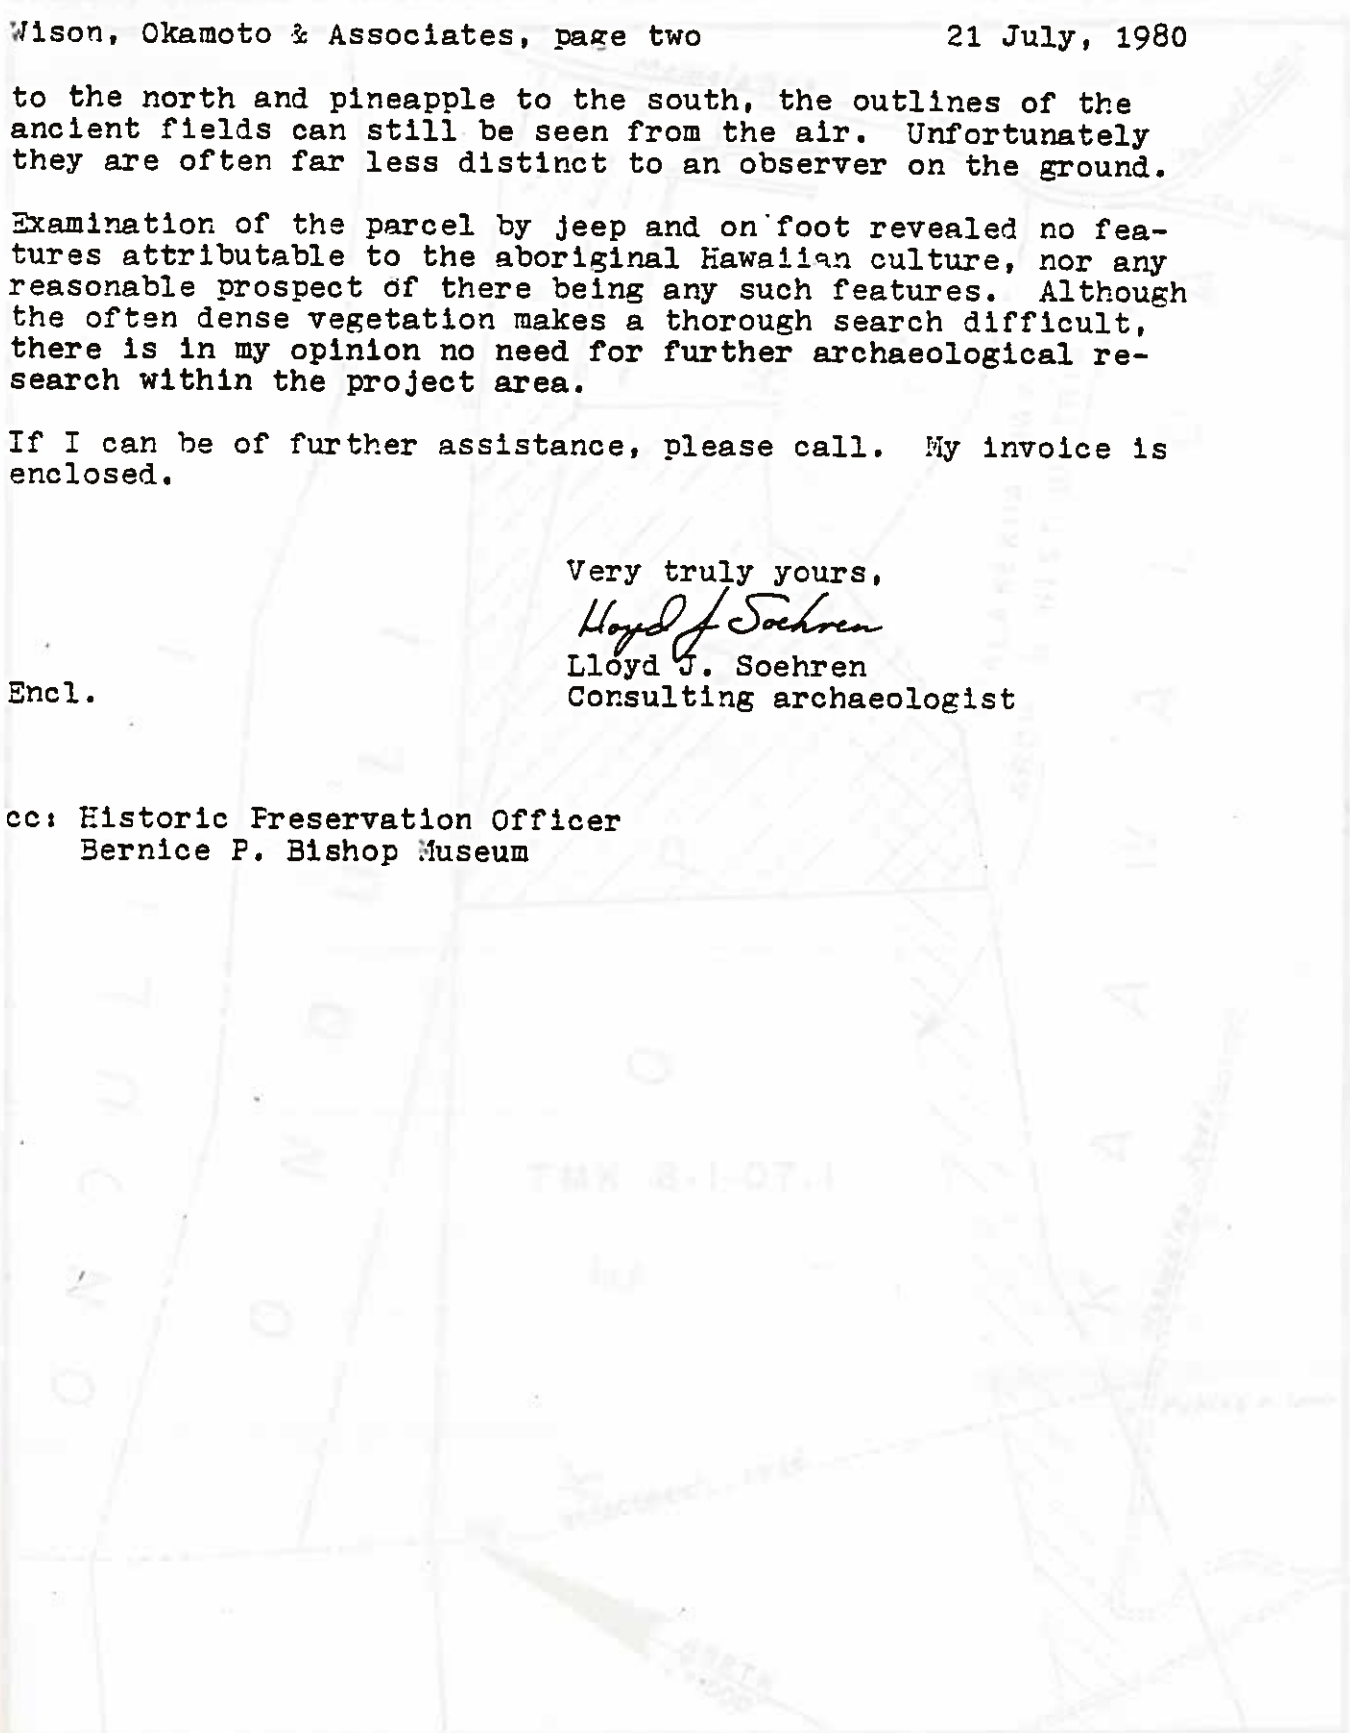 Wison, Okamoto & Associates, page two 21 July, 1980
to the north and pineapple to the south, the outlines of the
ancient fields can still be seen from the air. Unfortunately
they are often far less distinct to an observer on the ground.
Examination of the parcel by jeep and on foot revealed no fea-
tures attributable to the aboriginal Hawaiian culture, nor any
reasonable prospect of there being any such features. Although
the often dense vegetation makes a thorough search difficult,
there is in my opinion no need for further archaeological re-
search within the project area.
If I can be of further assistance, please call. My invoice is
enclosed.
Very truly yours,
Lloyd J Soehren
Lloyd J. Soehren
Encl. Consulting archaeologist
cc: Historic Preservation Officer
Bernice P. Bishop Museum
TMK 8-1-07:1